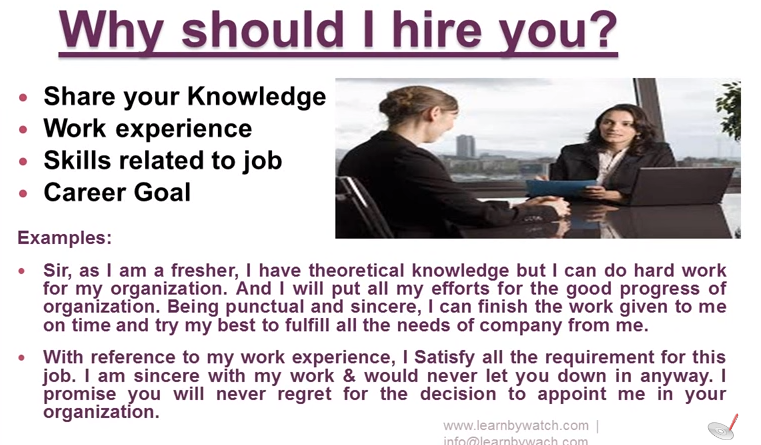 Why should I hire you?
Share your Knowledge
Work experience
Skills related to job
Career Goal
Examples:
Sir, as I am a fresher, I have theoretical knowledge but I can do hard work
for my organization. And I will put all my efforts for the good progress of
organization. Being punctual and sincere, I can finish the work given to me
on time and try my best to fulfill all the needs of company from me.
With reference to my work experience, I Satisfy all the requirement for this
job. I am sincere with my work & would never let you down in anyway. I
promise you will never regret for the decision to appoint me in your
organization.
www.learnbywatch.com |
info@learnbywach.com